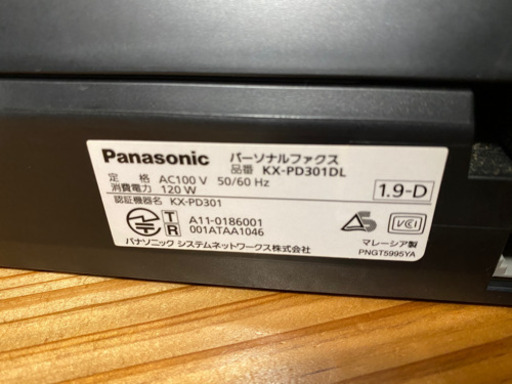 Panasonic パーソナルファクス
品番 KX-PD301DL
定格 AC100 V 50/60 Hz
消費電力 120 W
1.9-D
認証機器名 KX-PD301
T A11-0186001
R 001ATAA1046
VCI
パナソニック システムネットワークス株式会社
マレーシア製
PNGT5995YA